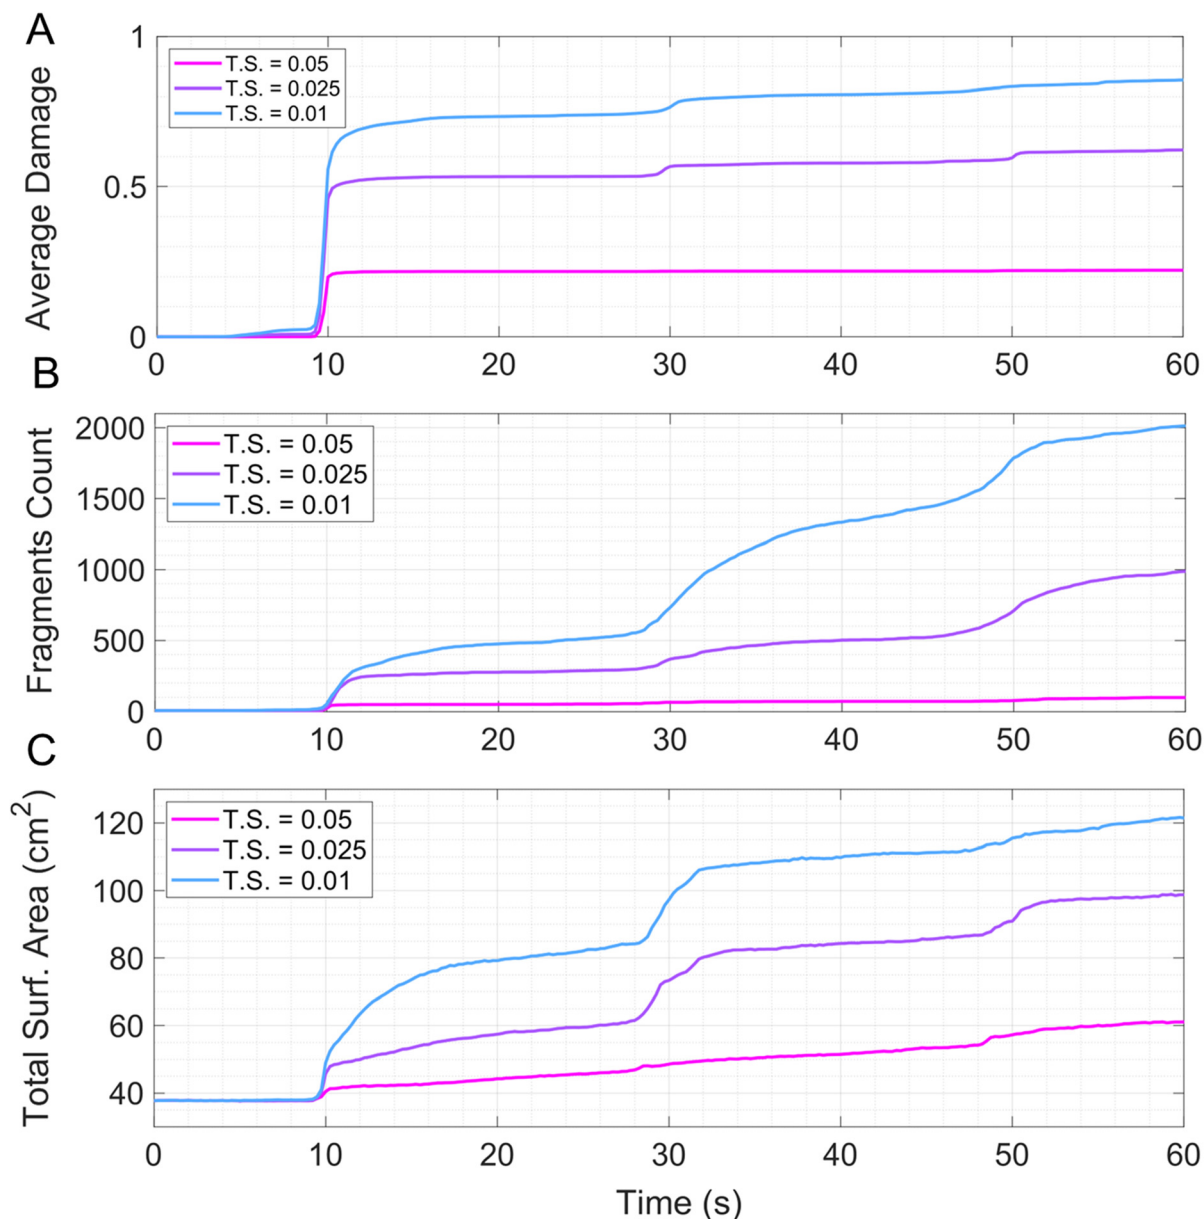 A
Average Damage
1
0.5
0
T.S. = 0.05
T.S. = 0.025
T.S. = 0.01
0 10 20 30 40 50 60
B
Fragments Count
2000
1500
1000
500
0
T.S. = 0.05
T.S. = 0.025
T.S. = 0.01
0 10 20 30 40 50 60
C
Total Surf. Area (cm²)
120
100
80
60
40
T.S. = 0.05
T.S. = 0.025
T.S. = 0.01
0 10 20 30 40 50 60
Time (s)